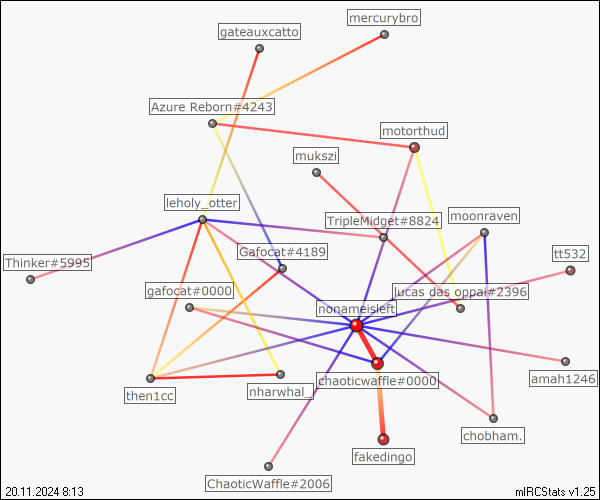 mercurybro
gateauxcatto
Azure Reborn#4243
motorthud
mukszi
leholy_otter
TripleMidget#8824
moonraven
Gafocat#4189
tt532
Thinker#5995
gafocat#0000
lucas das oppai#2396
nonameisleft
chaoticwaffle#0000
amah1246
then1cc
nharwhal_
chobham.
fakedingo
ChaoticWaffle#2006
20.11.2024 8:13
mIRCStats v1.25